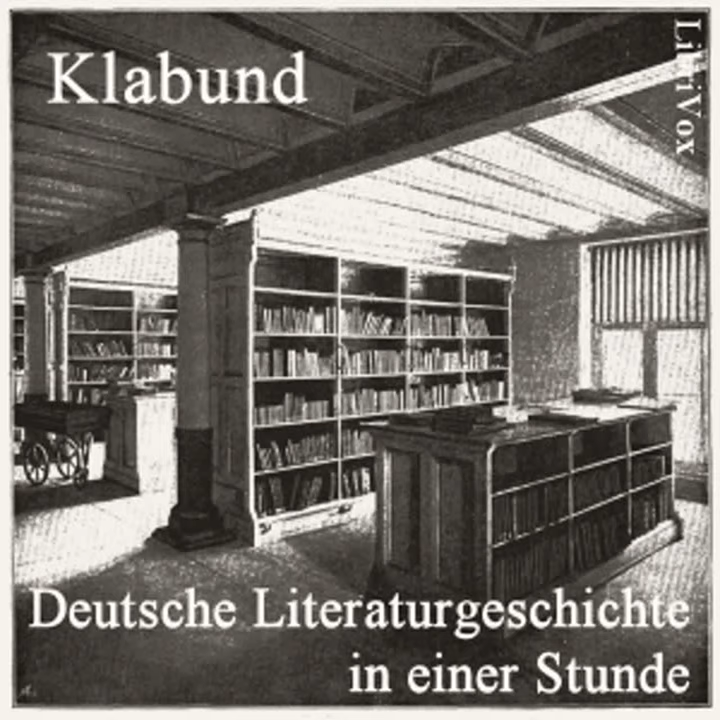 Klabund
LibriVox
Deutsche Literaturgeschichte
in einer Stunde